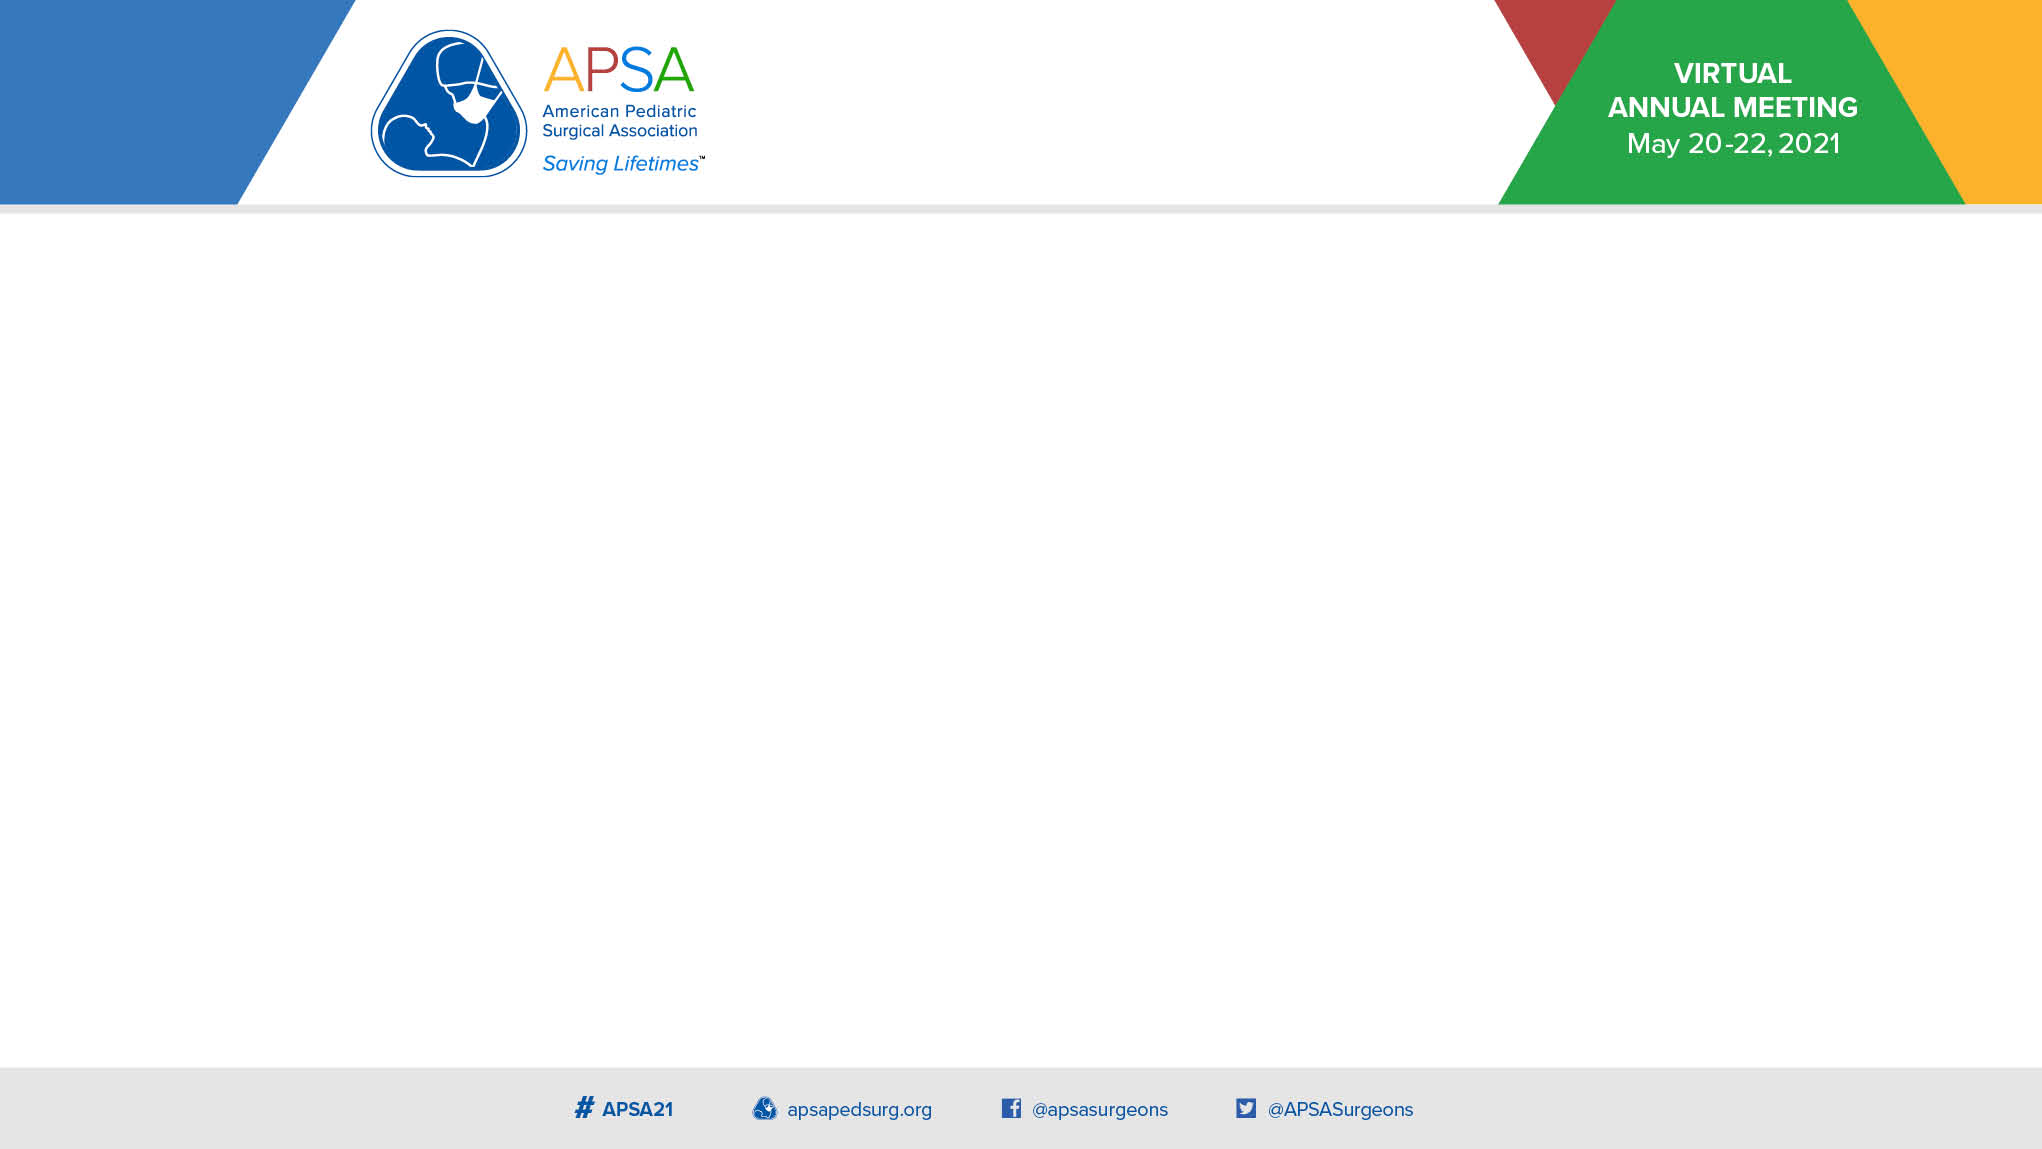 APSA
American Pediatric
Surgical Association
Saving Lifetimes™
VIRTUAL
ANNUAL MEETING
May 20-22, 2021
# APSA21
apsapedsurg.org
@apsasurgeons
@APSASurgeons